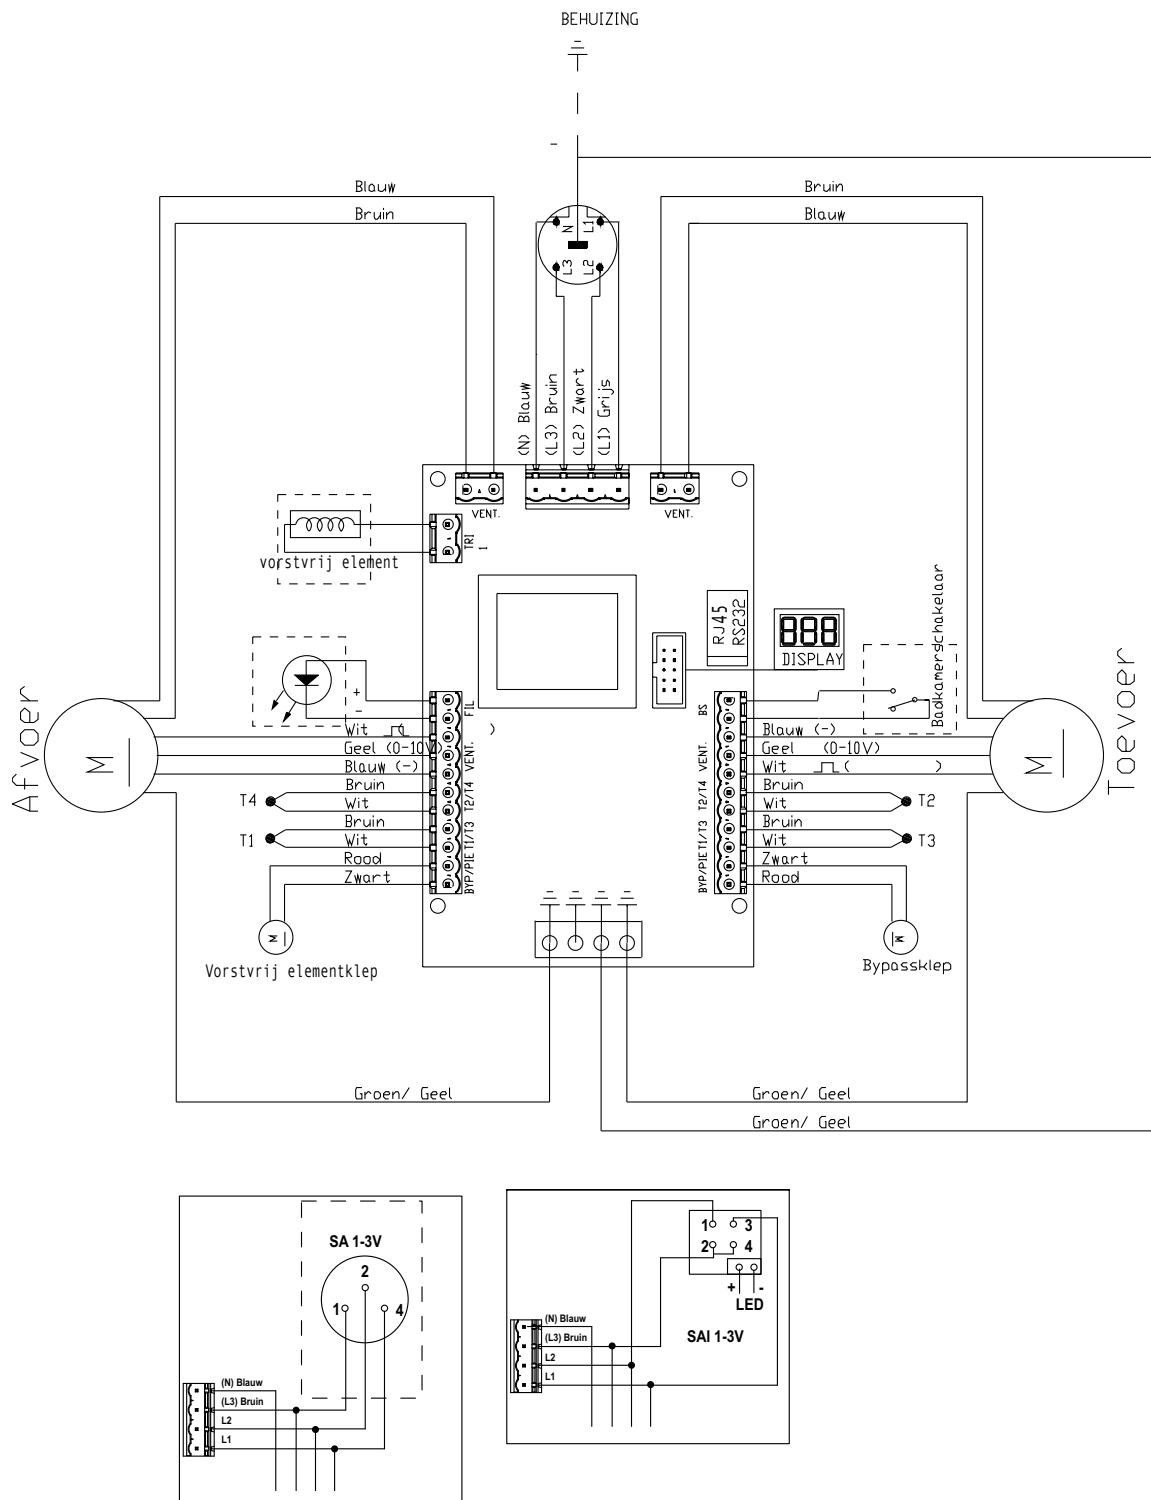 BEHUIZING
Blauw
Bruin
Bruin
Blauw
N
L1
L3
L2
(N) Blauw
(L3) Bruin
(L2) Zwart
(L1) Grijs
VENT.
VENT.
TRI
1
vorstvrij element
RJ45
RS232
888
DISPLAY
Badkamerschakelaar
Afvoer
M
+
-
FIL
Wit ( )
Geel (0-10V)
Blauw (-)
VENT.
Bruin
Wit
T2/T4
T4
Bruin
Wit
T1/T3
T1
Rood
Zwart
BYP/PIE
M
Vorstvrij elementklep
BS
Blauw (-)
Geel (0-10V)
Wit ( )
VENT.
Bruin
Wit
T2/T4
T2
Bruin
Wit
T1/T3
T3
Zwart
Rood
BYP/PIE
M
Bypassklep
M
Toevoer
Groen/ Geel
Groen/ Geel
Groen/ Geel
SA 1-3V
2
1
4
(N) Blauw
(L3) Bruin
L2
L1
1
3
2
4
+ -
LED
SAI 1-3V
(N) Blauw
(L3) Bruin
L2
L1